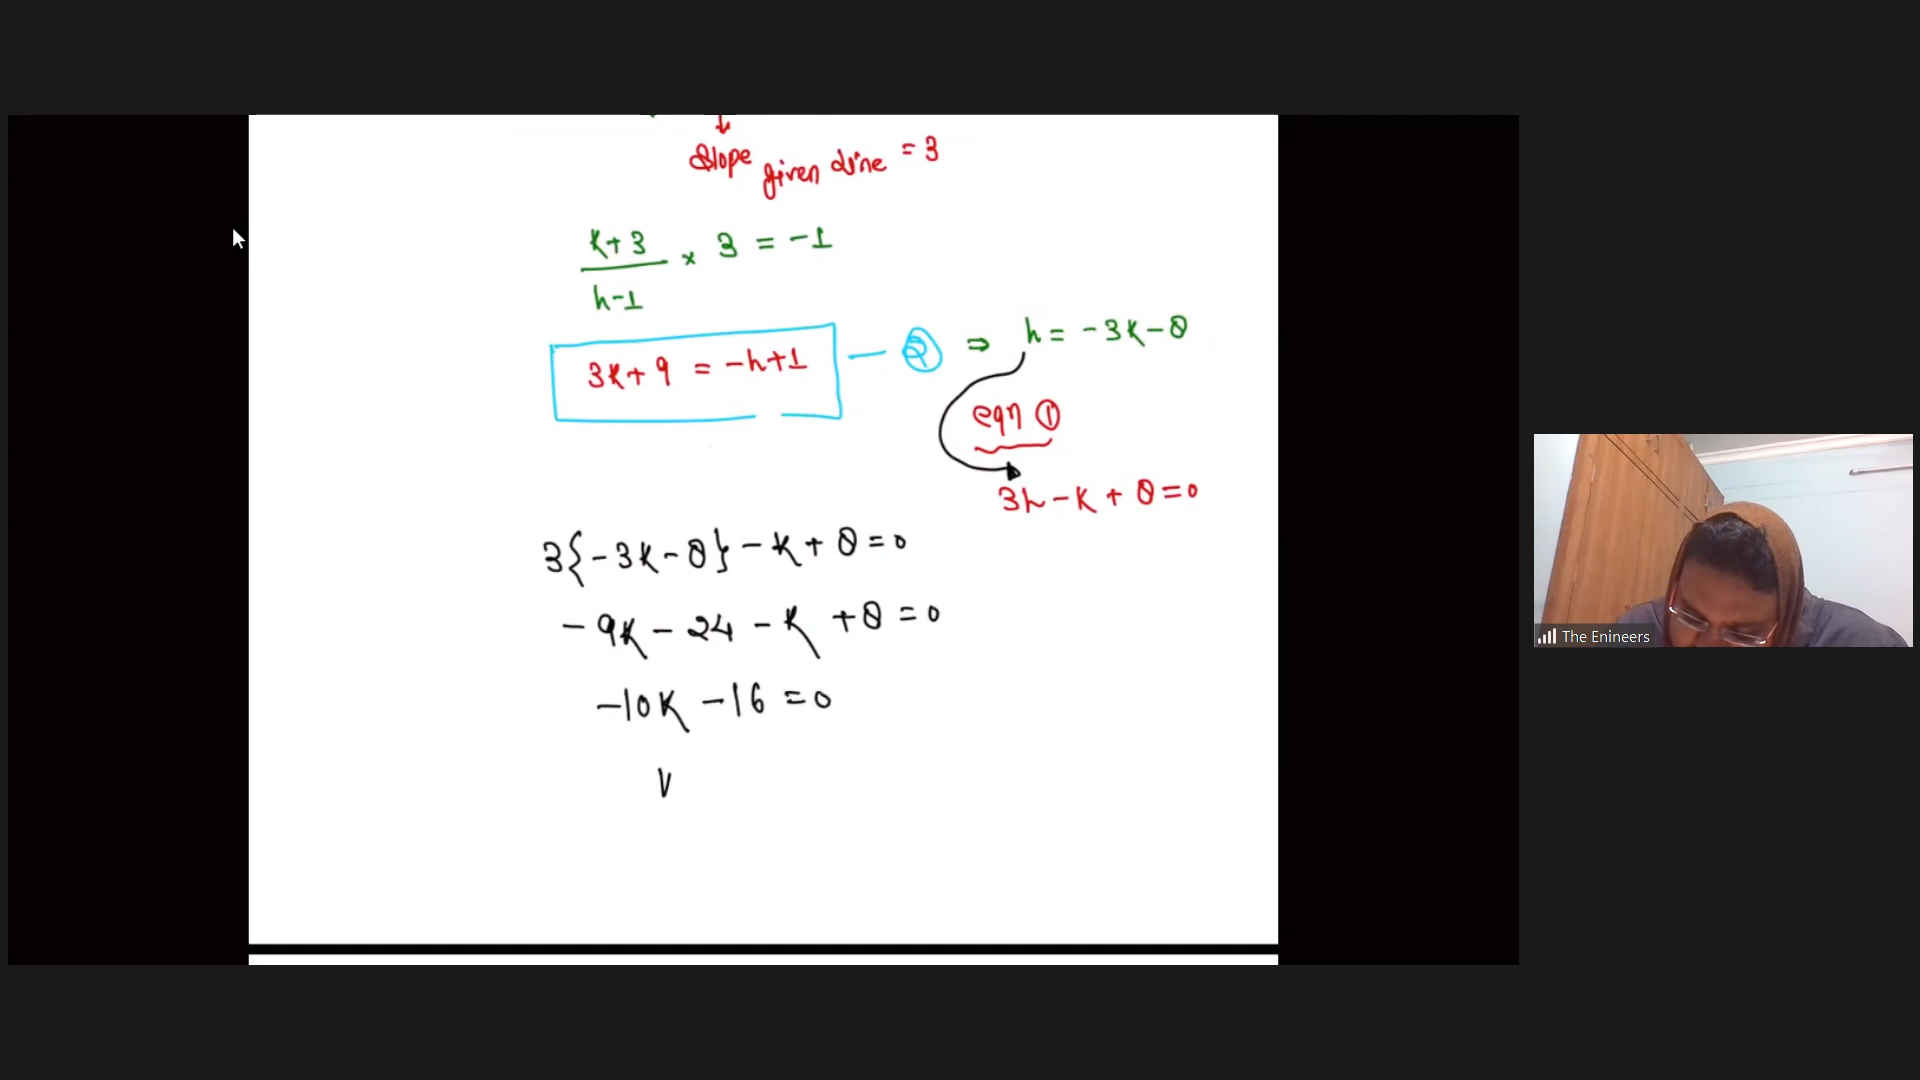 Slope given line = 3
k+3/h-1 × 3 = -1
3k+9 = -h+1 — ② ⇒ h = -3k-8
eqn ①
3h-k+8=0
3{-3k-8}-k+8=0
-9k-24-k+8=0
-10k-16=0
The Enineers